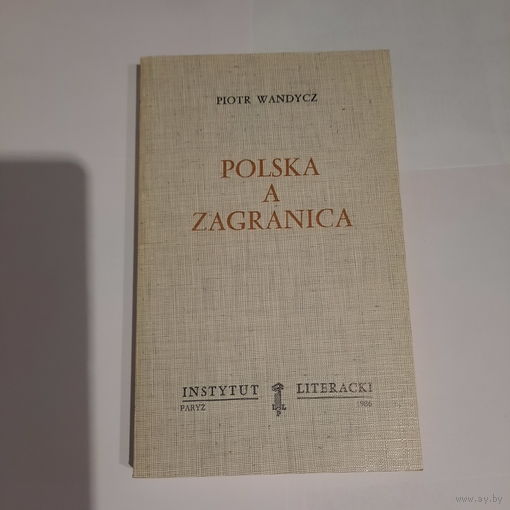 PIOTR WANDYCZ
POLSKA
A
ZAGRANICA
INSTYTUT LITERACKI
PARYŻ 1986
www.ay.by